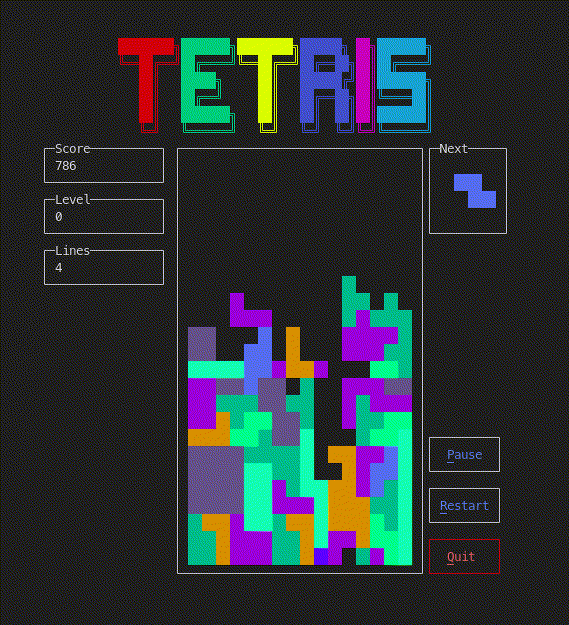 TETRIS
Score
786
Level
0
Lines
4
Next
Pause
Restart
Quit